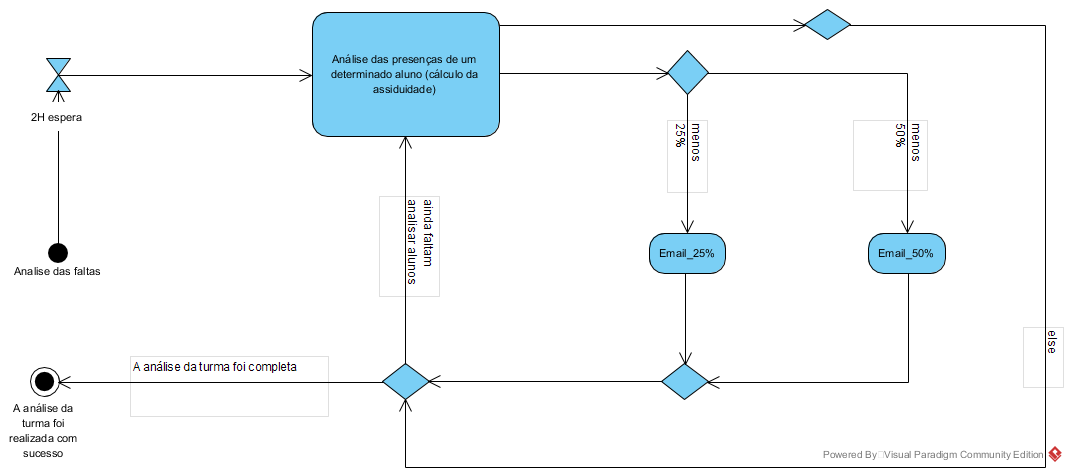 Análise das presenças de um
determinado aluno (cálculo da
assiduidade)
2H espera
menos
25%
menos
50%
ainda faltam
analisar alunos
Email_25%
Email_50%
Analise das faltas
else
A análise da turma foi completa
A análise da
turma foi
realizada com
sucesso
Powered By Visual Paradigm Community Edition